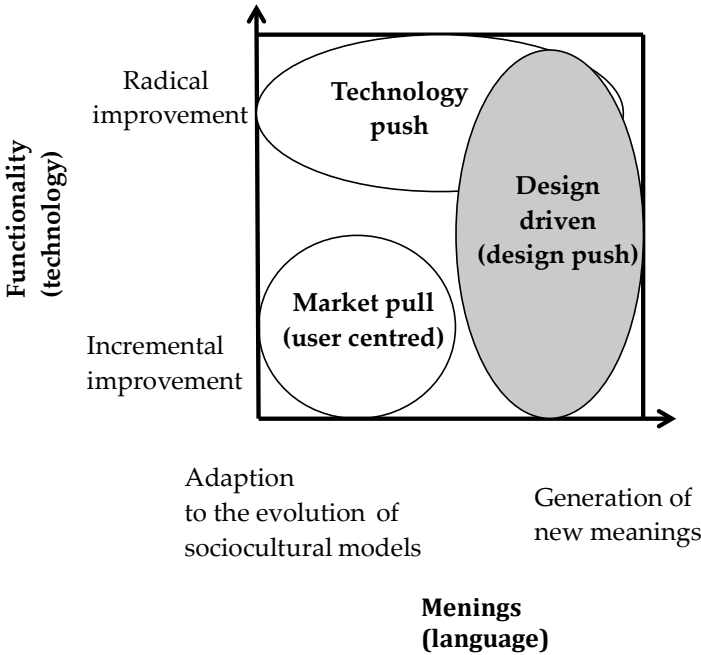 Radical
improvement
Technology
push
Functionality
(technology)
Design
driven
(design push)
Market pull
(user centred)
Incremental
improvement
Adaption
to the evolution of
sociocultural models
Generation of
new meanings
Menings
(language)